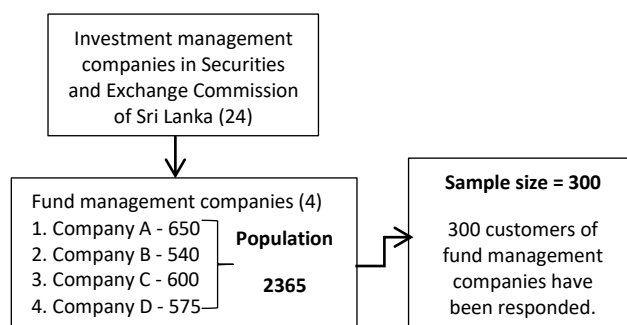 Investment management
companies in Securities
and Exchange Commission
of Sri Lanka (24)
Fund management companies (4)
1. Company A - 650
2. Company B - 540
3. Company C - 600
4. Company D - 575
Population
2365
Sample size = 300
300 customers of
fund management
companies have
been responded.